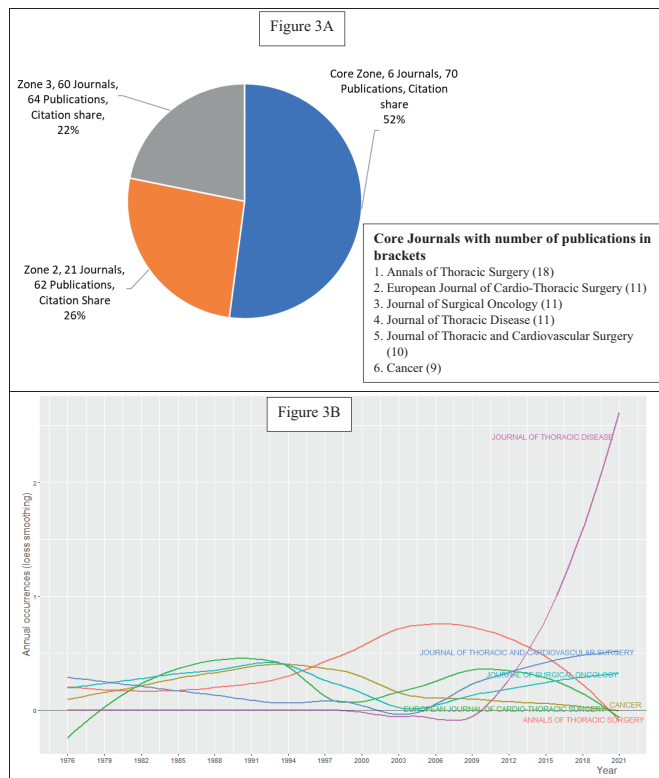 Figure 3A
Zone 3, 60 Journals,
64 Publications,
Citation share,
22%
Core Zone, 6 Journals, 70
Publications, Citation
share
52%
Zone 2, 21 Journals,
62 Publications,
Citation Share
26%
Core Journals with number of publications in
brackets
1. Annals of Thoracic Surgery (18)
2. European Journal of Cardio-Thoracic Surgery (11)
3. Journal of Surgical Oncology (11)
4. Journal of Thoracic Disease (11)
5. Journal of Thoracic and Cardiovascular Surgery
(10)
6. Cancer (9)
Figure 3B
JOURNAL OF THORACIC DISEASE
2
Annual occurrences (loess smoothing)
1
JOURNAL OF THORACIC AND CARDIOVASCULAR SURGERY
JOURNAL OF SURGICAL ONCOLOGY
CANCER
EUROPEAN JOURNAL OF CARDIO-THORACIC SURGERY
0
ANNALS OF THORACIC SURGERY
1976 1979 1982 1985 1988 1991 1994 1997 2000 2003 2006 2009 2012 2015 2018 2021
Year